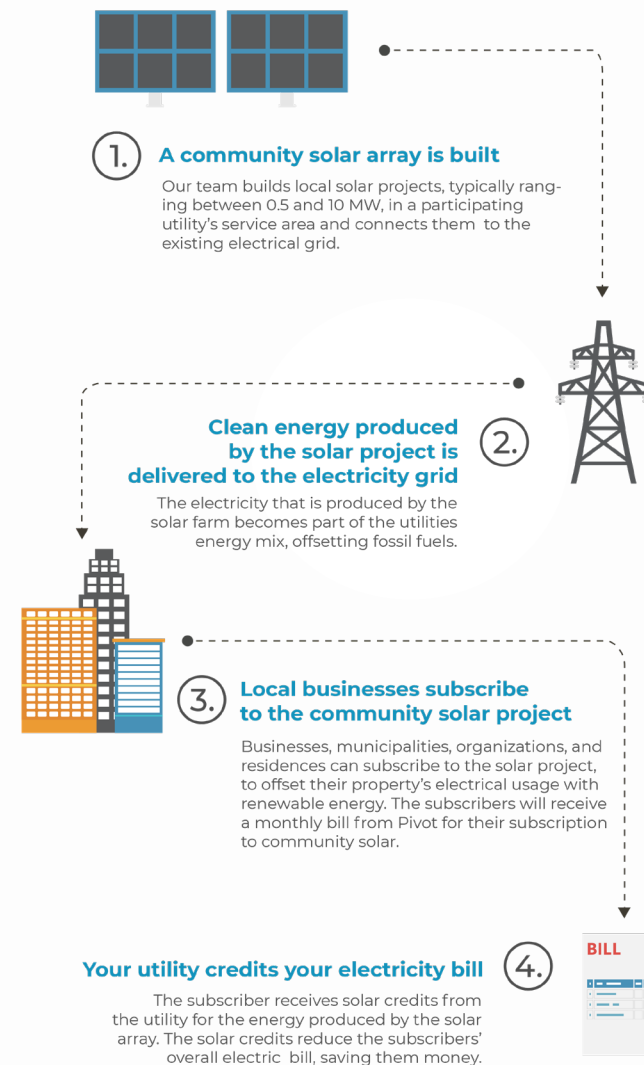 1.
A community solar array is built
Our team builds local solar projects, typically rang-
ing between 0.5 and 10 MW, in a participating
utility's service area and connects them to the
existing electrical grid.
Clean energy produced
by the solar project is
delivered to the electricity grid
2.
The electricity that is produced by the
solar farm becomes part of the utilities
energy mix, offsetting fossil fuels.
3.
Local businesses subscribe
to the community solar project
Businesses, municipalities, organizations, and
residences can subscribe to the solar project,
to offset their property's electrical usage with
renewable energy. The subscribers will receive
a monthly bill from Pivot for their subscription
to community solar.
BILL
Your utility credits your electricity bill
4.
The subscriber receives solar credits from
the utility for the energy produced by the solar
array. The solar credits reduce the subscribers'
overall electric bill, saving them money.